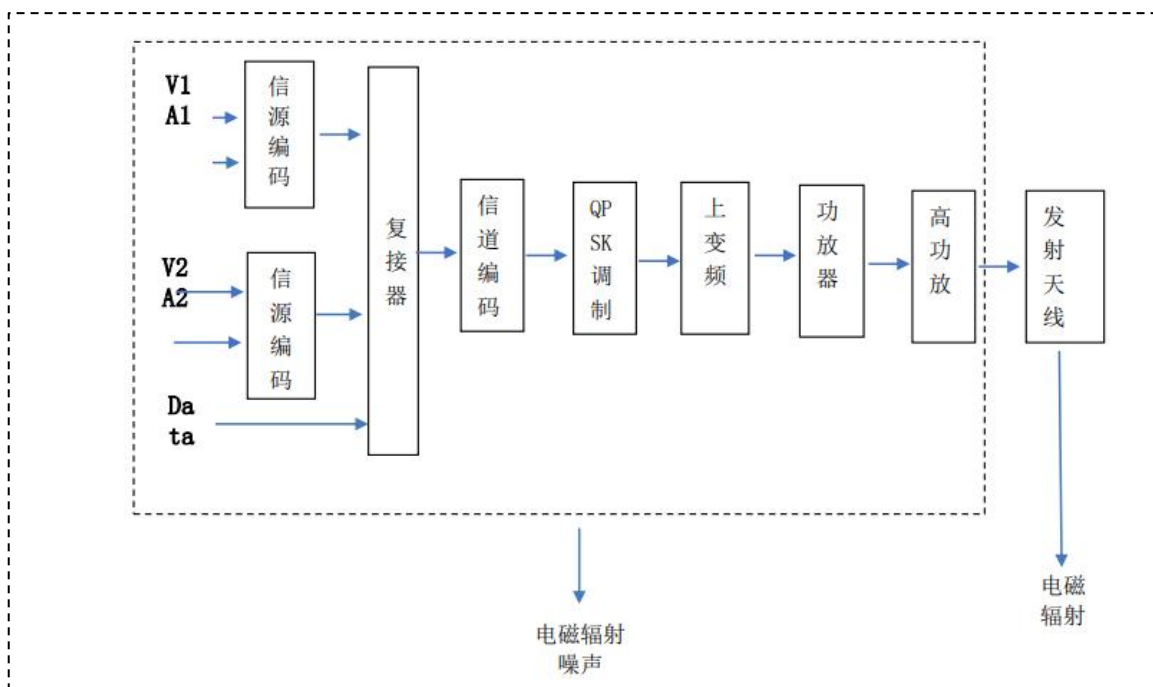 V1
A1
信源编码
V2
A2
信源编码
Da
ta
复接器
信道编码
QP
SK调制
上变频
功放器
高功放
发射天线
电磁辐射
噪声
电磁
辐射